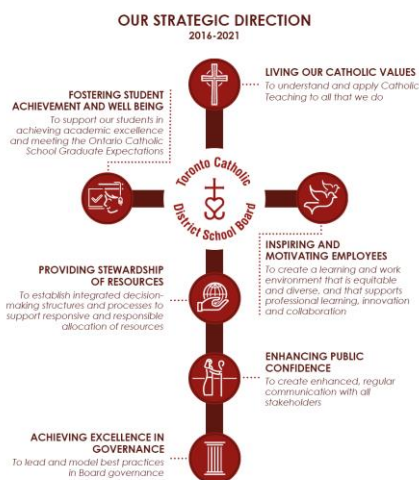 OUR STRATEGIC DIRECTION
2016-2021
LIVING OUR CATHOLIC VALUES
To understand and apply Catholic
Teaching to all that we do
FOSTERING STUDENT
ACHIEVEMENT AND WELL BEING
To support our students in
achieving academic excellence
and meeting the Ontario Catholic
School Graduate Expectations
Toronto Catholic
District School Board
INSPIRING AND
MOTIVATING EMPLOYEES
To create a learning and work
environment that is equitable
and diverse, and that supports
professional learning, innovation
and collaboration
PROVIDING STEWARDSHIP
OF RESOURCES
To establish integrated decision-
making structures and processes to
support responsive and responsible
allocation of resources
ENHANCING PUBLIC
CONFIDENCE
To create enhanced, regular
communication with all
stakeholders
ACHIEVING EXCELLENCE IN
GOVERNANCE
To lead and model best practices
in Board governance